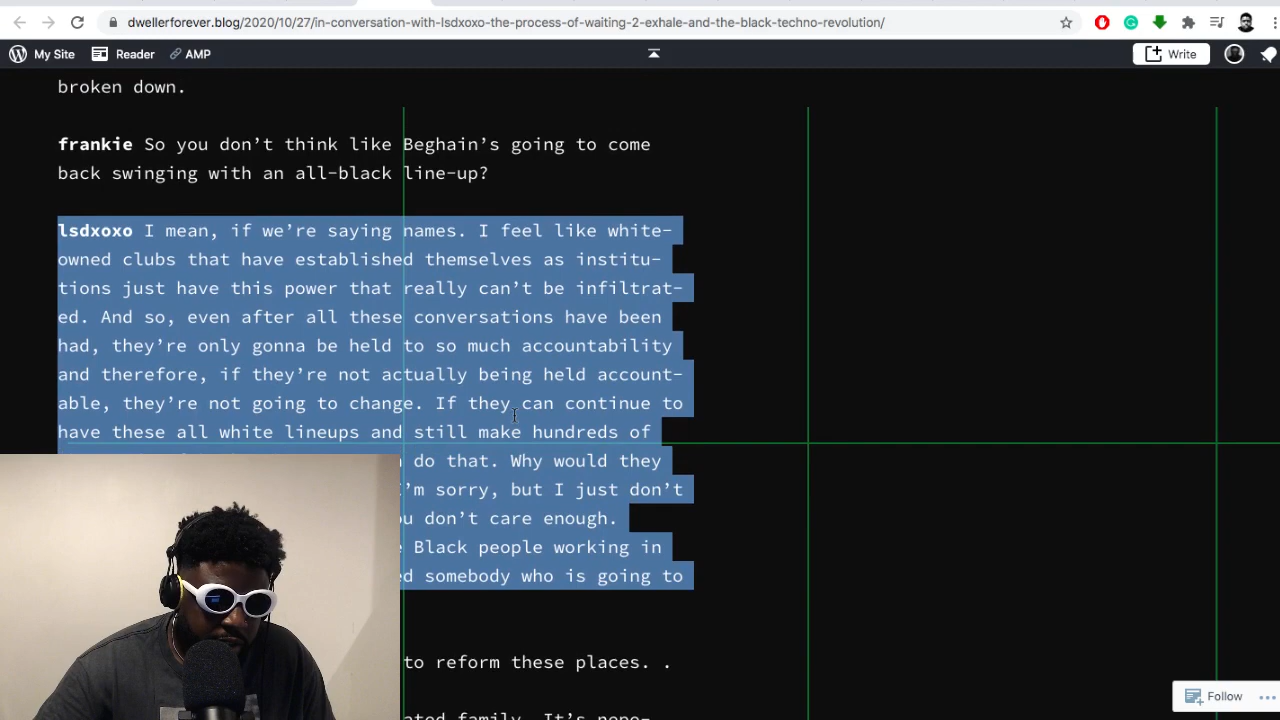 dwellerforever.blog/2020/10/27/in-conversation-with-lsdxoxo-the-process-of-waiting-2-exhale-and-the-black-techno-revolution/
My Site Reader AMP Write
broken down.
frankie So you don’t think like Beghain’s going to come
back swinging with an all-black line-up?
lsdxoxo I mean, if we’re saying names. I feel like white-
owned clubs that have established themselves as institu-
tions just have this power that really can’t be infiltrat-
ed. And so, even after all these conversations have been
had, they’re only gonna be held to so much accountability
and therefore, if they’re not actually being held account-
able, they’re not going to change. If they can continue to
have these all white lineups and still make hundreds of
do that. Why would they
I’m sorry, but I just don’t
you don’t care enough.
Black people working in
somebody who is going to
to reform these places. .
family. It’s nepo-
Follow